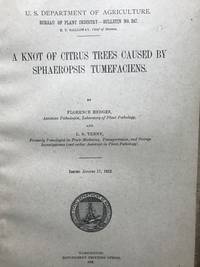 U. S. DEPARTMENT OF AGRICULTURE.
BUREAU OF PLANT INDUSTRY—BULLETIN NO. 247.
B. T. GALLOWAY, Chief of Bureau.
A KNOT OF CITRUS TREES CAUSED BY
SPHAEROPSIS TUMEFACIENS.
BY
FLORENCE HEDGES,
Assistant Pathologist, Laboratory of Plant Pathology,
AND
L. S. TENNY,
Formerly Pomologist in Fruit Marketing, Transportation, and Storage
Investigations (and earlier Assistant in Plant Pathology).
ISSUED AUGUST 17, 1912.
WASHINGTON:
GOVERNMENT PRINTING OFFICE.
1912.